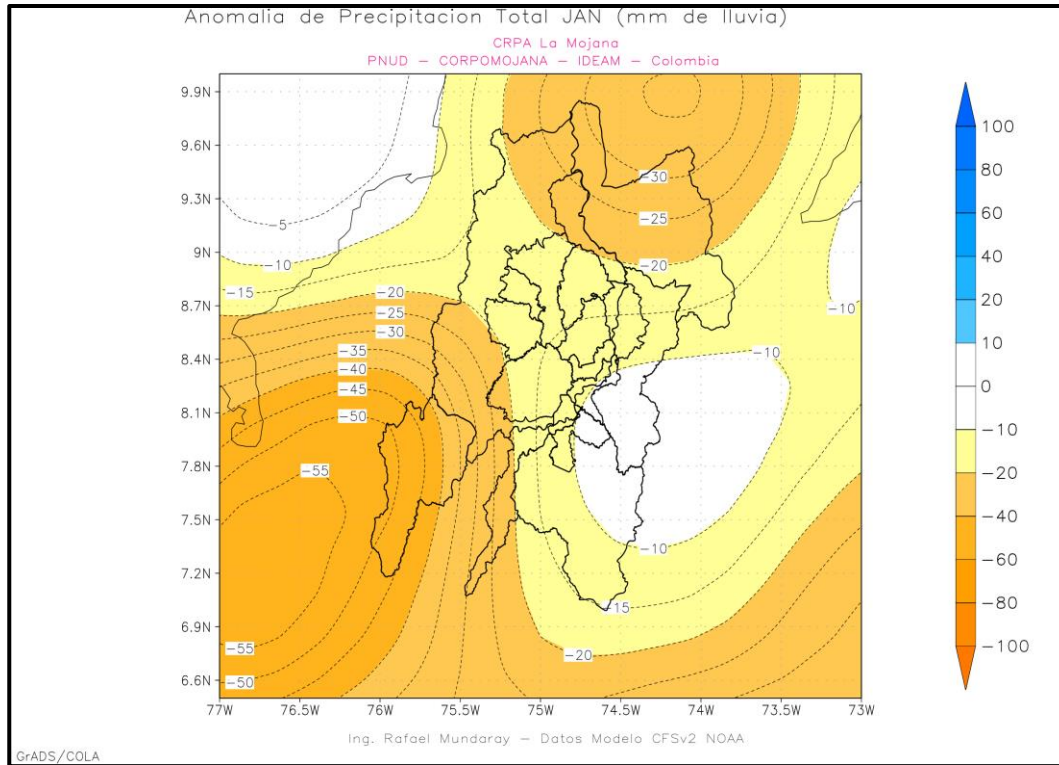 Anomalia de Precipitacion Total JAN (mm de lluvia)
CRPA La Mojana
PNUD – CORPOMOJANA – IDEAM – Colombia
9.9N
9.6N
9.3N
9N
8.7N
8.4N
8.1N
7.8N
7.5N
7.2N
6.9N
6.6N
77W 76.5W 76W 75.5W 75W 74.5W 74W 73.5W 73W
-5
-10
-15
-20
-25
-30
-35
-40
-45
-50
-55
-55
-50
-30
-25
-20
-10
-10
-10
-15
-20
100
80
60
40
20
10
0
-10
-20
-40
-60
-80
-100
Ing. Rafael Mundaray – Datos Modelo CFSv2 NOAA
GrADS/COLA